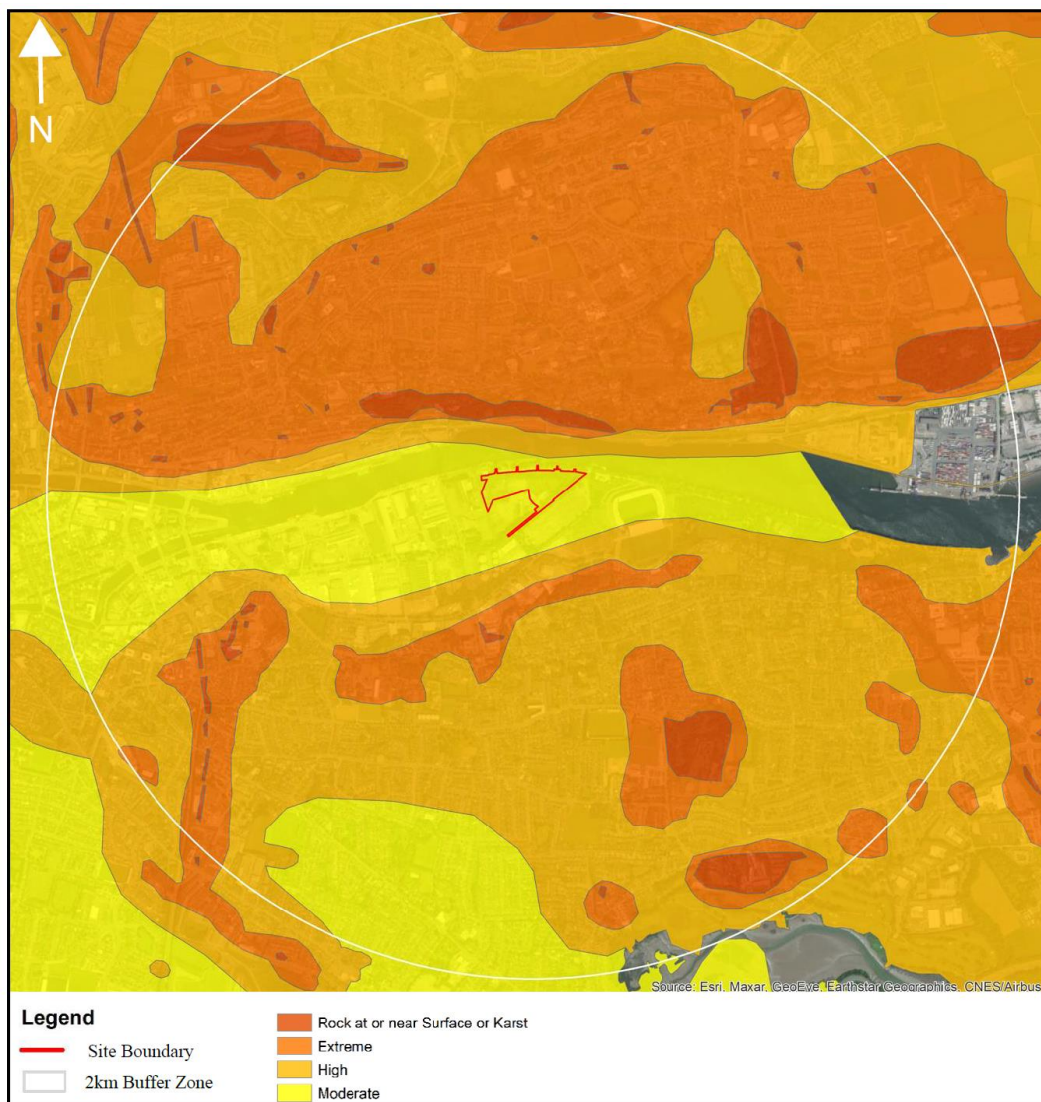 N
Source: Esri, Maxar, GeoEye, Earthstar Geographics, CNES/Airbus
Legend
Site Boundary
2km Buffer Zone
Rock at or near Surface or Karst
Extreme
High
Moderate